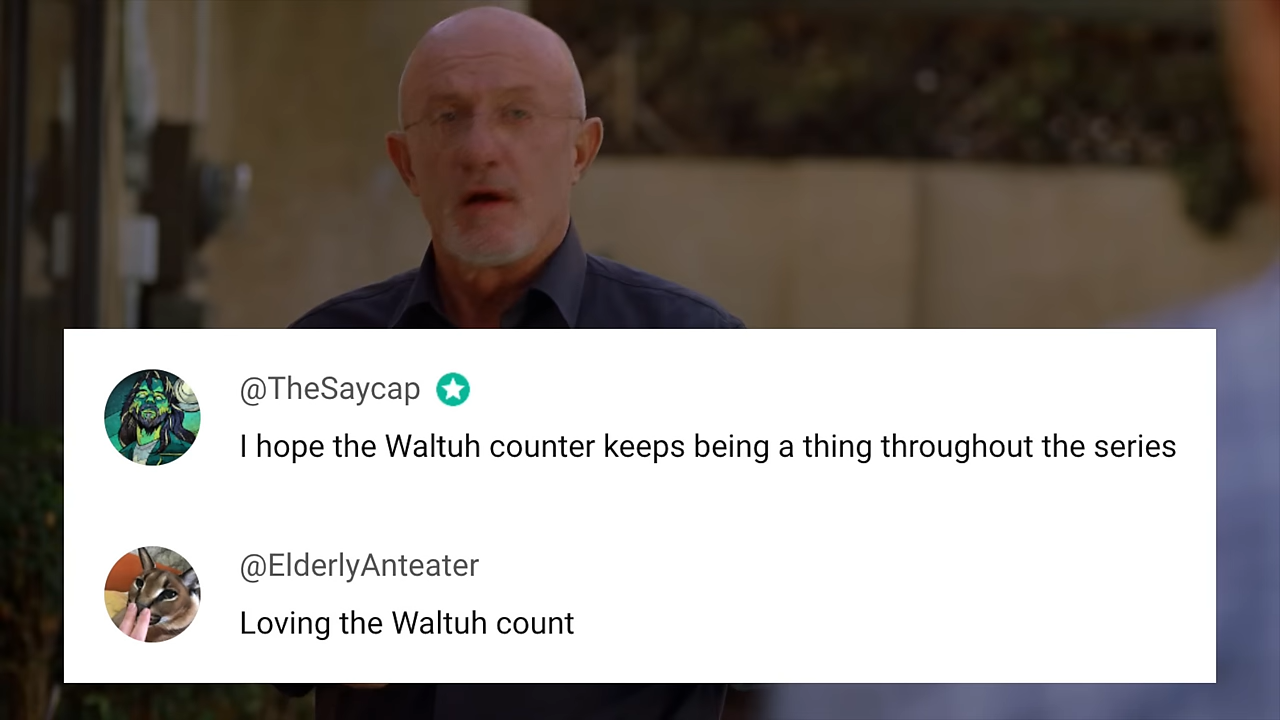 @TheSaycap
I hope the Waltuh counter keeps being a thing throughout the series
@ElderlyAnteater
Loving the Waltuh count